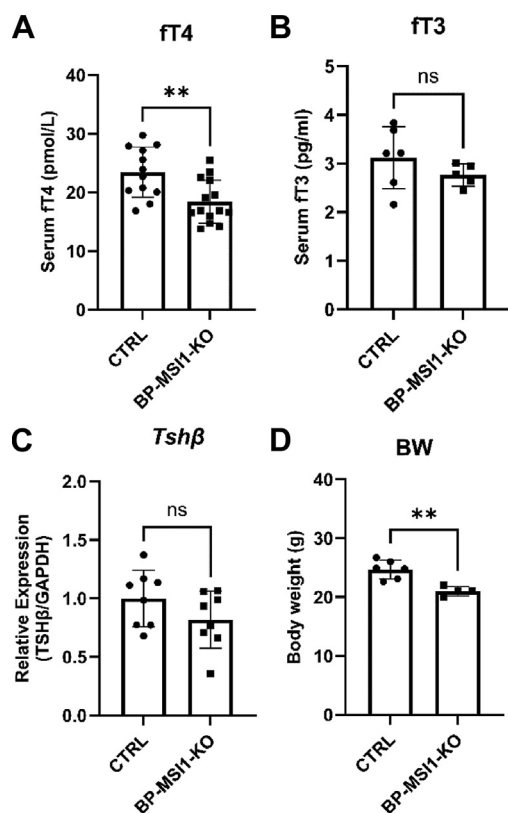 A
fT4
Serum fT4 (pmol/L)
40
30
20
10
0
**
CTRL
BP-MSI1-KO
B
fT3
Serum fT3 (pg/ml)
5
4
3
2
1
0
ns
CTRL
BP-MSI1-KO
C
Tshβ
Relative Expression
(TSHβ/GAPDH)
2.0
1.5
1.0
0.5
0.0
ns
CTRL
BP-MSI1-KO
D
BW
Body weight (g)
40
30
20
10
0
**
CTRL
BP-MSI1-KO